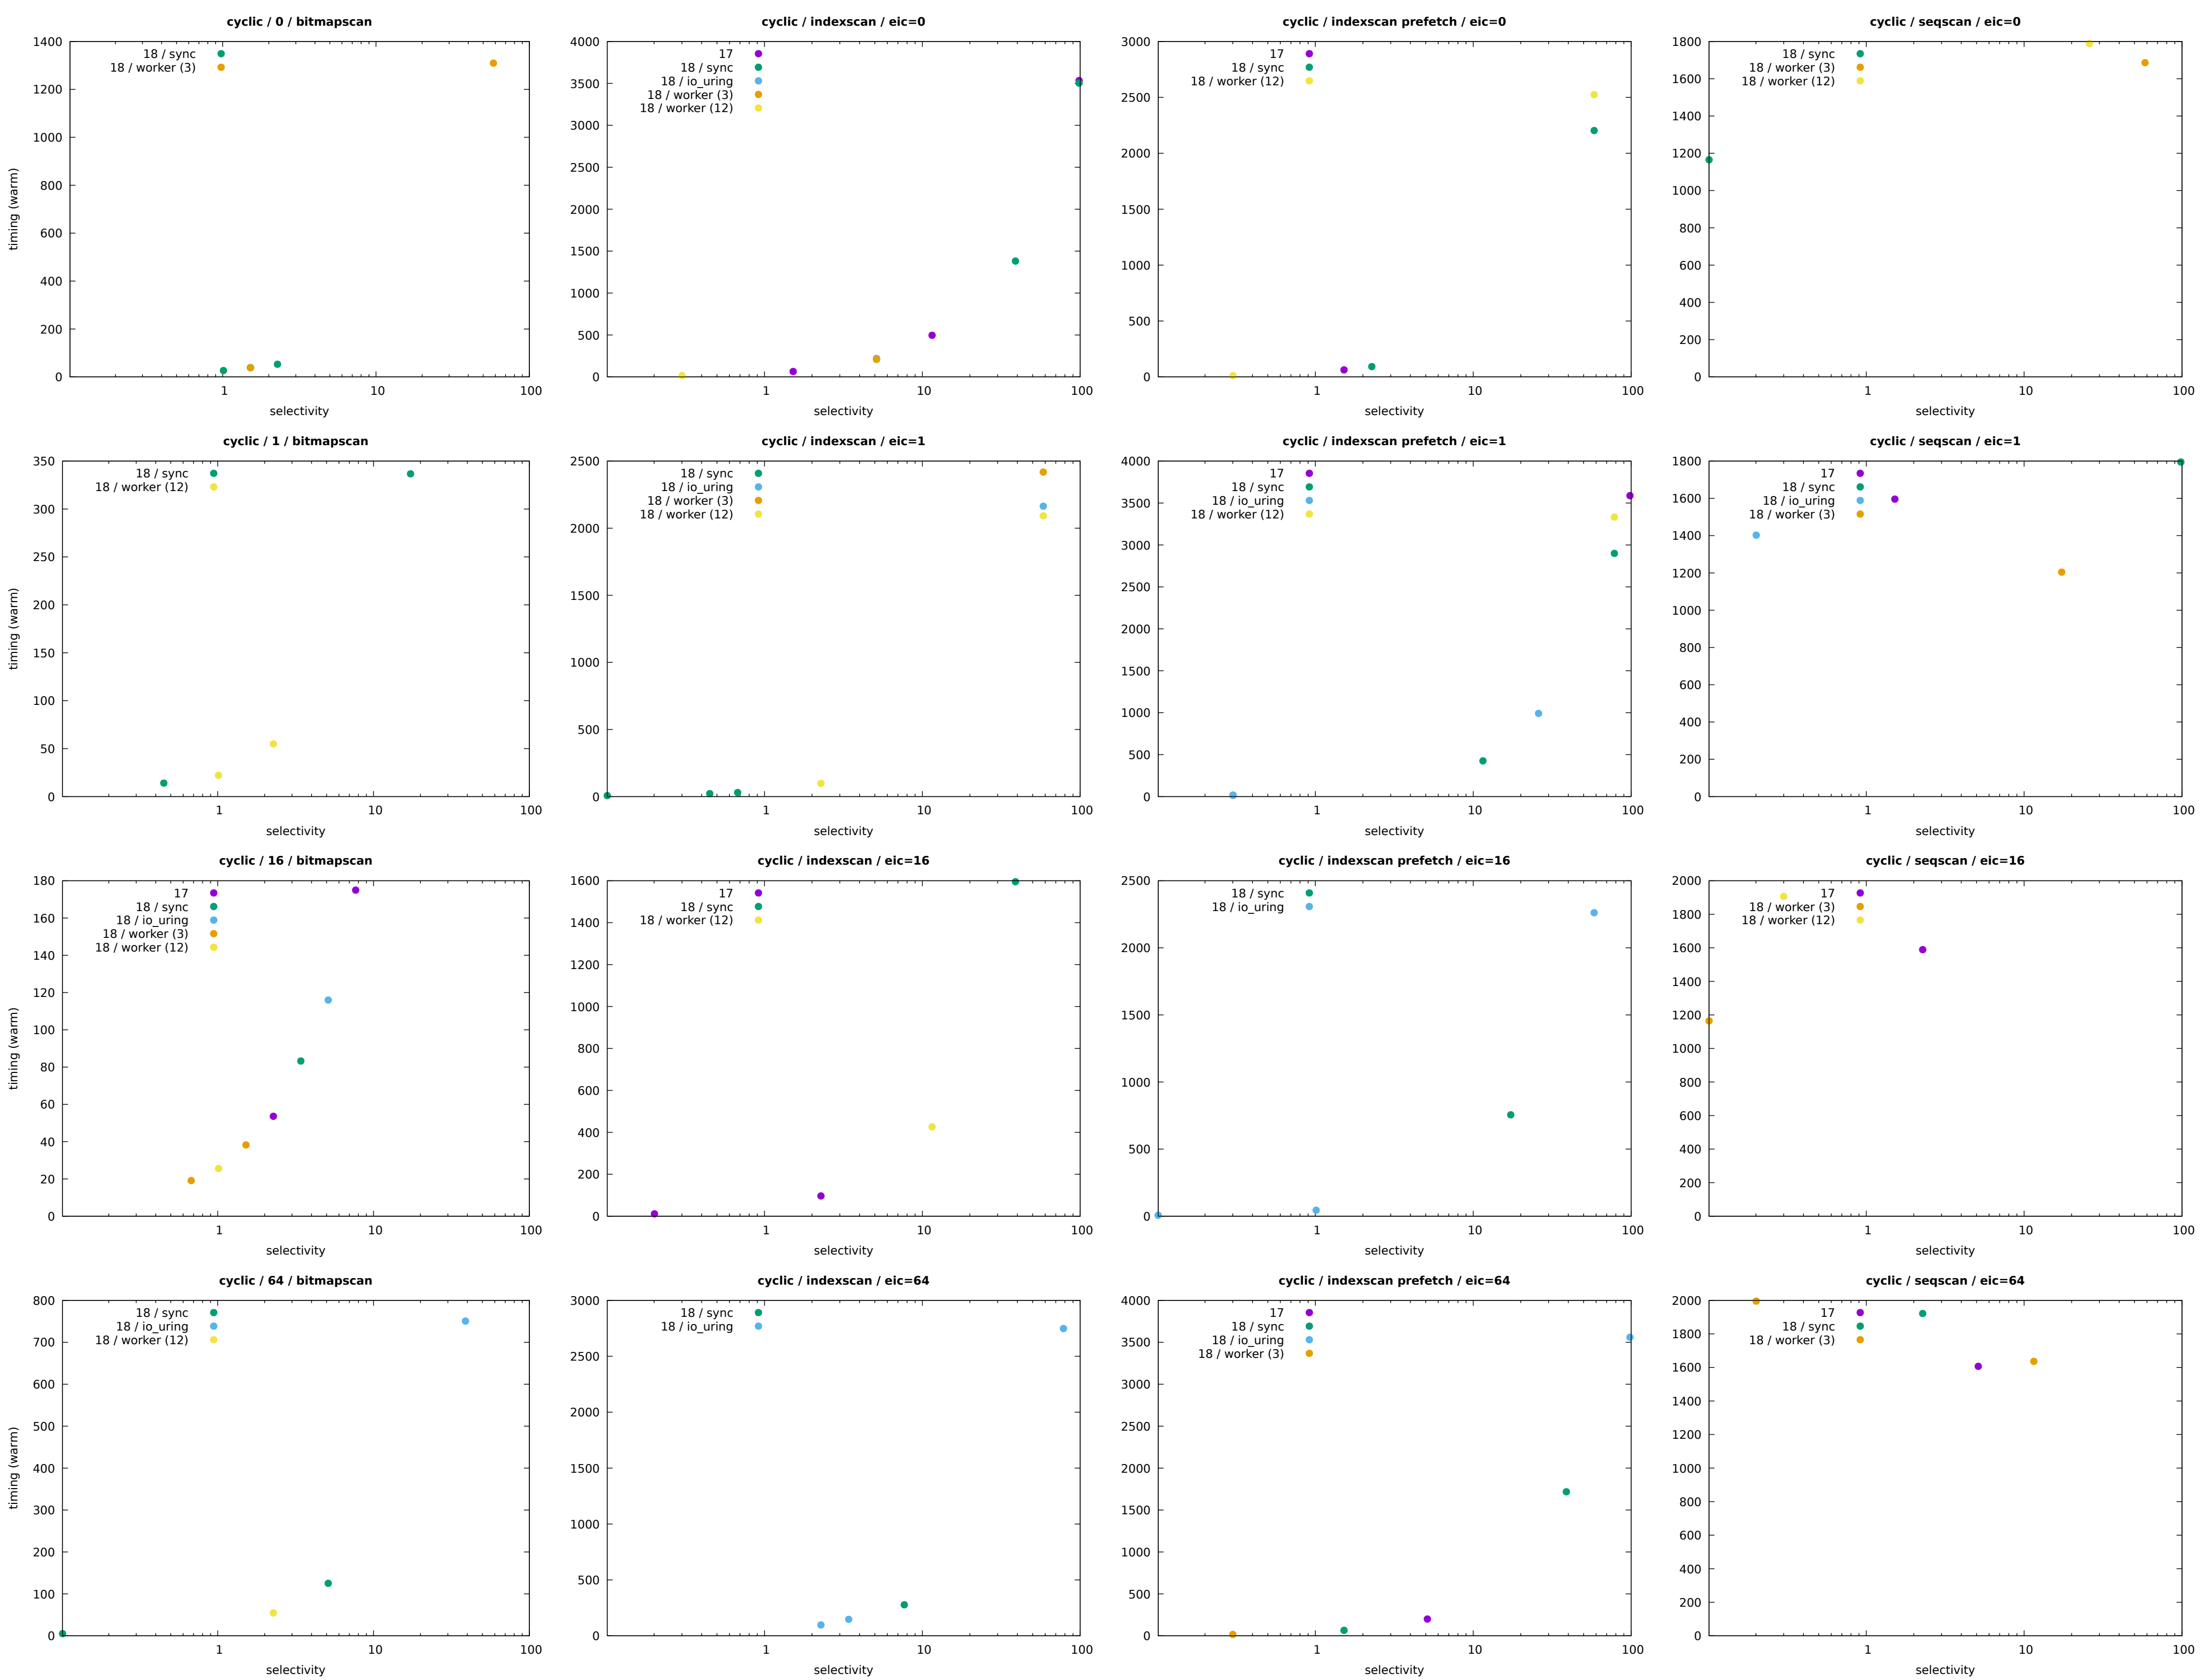 cyclic / 0 / bitmapscan
18 / sync
18 / worker (3)
1400
1200
1000
800
600
400
200
0
timing (warm)
1
10
100
selectivity
cyclic / indexscan / eic=0
17
18 / sync
18 / io_uring
18 / worker (3)
18 / worker (12)
4000
3500
3000
2500
2000
1500
1000
500
0
1
10
100
selectivity
cyclic / indexscan prefetch / eic=0
17
18 / sync
18 / worker (12)
3000
2500
2000
1500
1000
500
0
1
10
100
selectivity
cyclic / seqscan / eic=0
18 / sync
18 / worker (3)
18 / worker (12)
1800
1600
1400
1200
1000
800
600
400
200
0
1
10
100
selectivity
cyclic / 1 / bitmapscan
18 / sync
18 / worker (12)
350
300
250
200
150
100
50
0
timing (warm)
1
10
100
selectivity
cyclic / indexscan / eic=1
18 / sync
18 / io_uring
18 / worker (3)
18 / worker (12)
2500
2000
1500
1000
500
0
1
10
100
selectivity
cyclic / indexscan prefetch / eic=1
17
18 / sync
18 / io_uring
18 / worker (12)
4000
3500
3000
2500
2000
1500
1000
500
0
1
10
100
selectivity
cyclic / seqscan / eic=1
17
18 / sync
18 / io_uring
18 / worker (3)
1800
1600
1400
1200
1000
800
600
400
200
0
1
10
100
selectivity
cyclic / 16 / bitmapscan
17
18 / sync
18 / io_uring
18 / worker (3)
18 / worker (12)
180
160
140
120
100
80
60
40
20
0
timing (warm)
1
10
100
selectivity
cyclic / indexscan / eic=16
17
18 / sync
18 / worker (12)
1600
1400
1200
1000
800
600
400
200
0
1
10
100
selectivity
cyclic / indexscan prefetch / eic=16
18 / sync
18 / io_uring
2500
2000
1500
1000
500
0
1
10
100
selectivity
cyclic / seqscan / eic=16
17
18 / worker (3)
18 / worker (12)
2000
1800
1600
1400
1200
1000
800
600
400
200
0
1
10
100
selectivity
cyclic / 64 / bitmapscan
18 / sync
18 / io_uring
18 / worker (12)
800
700
600
500
400
300
200
100
0
timing (warm)
1
10
100
selectivity
cyclic / indexscan / eic=64
18 / sync
18 / io_uring
3000
2500
2000
1500
1000
500
0
1
10
100
selectivity
cyclic / indexscan prefetch / eic=64
17
18 / sync
18 / io_uring
18 / worker (3)
4000
3500
3000
2500
2000
1500
1000
500
0
1
10
100
selectivity
cyclic / seqscan / eic=64
17
18 / sync
18 / worker (3)
2000
1800
1600
1400
1200
1000
800
600
400
200
0
1
10
100
selectivity